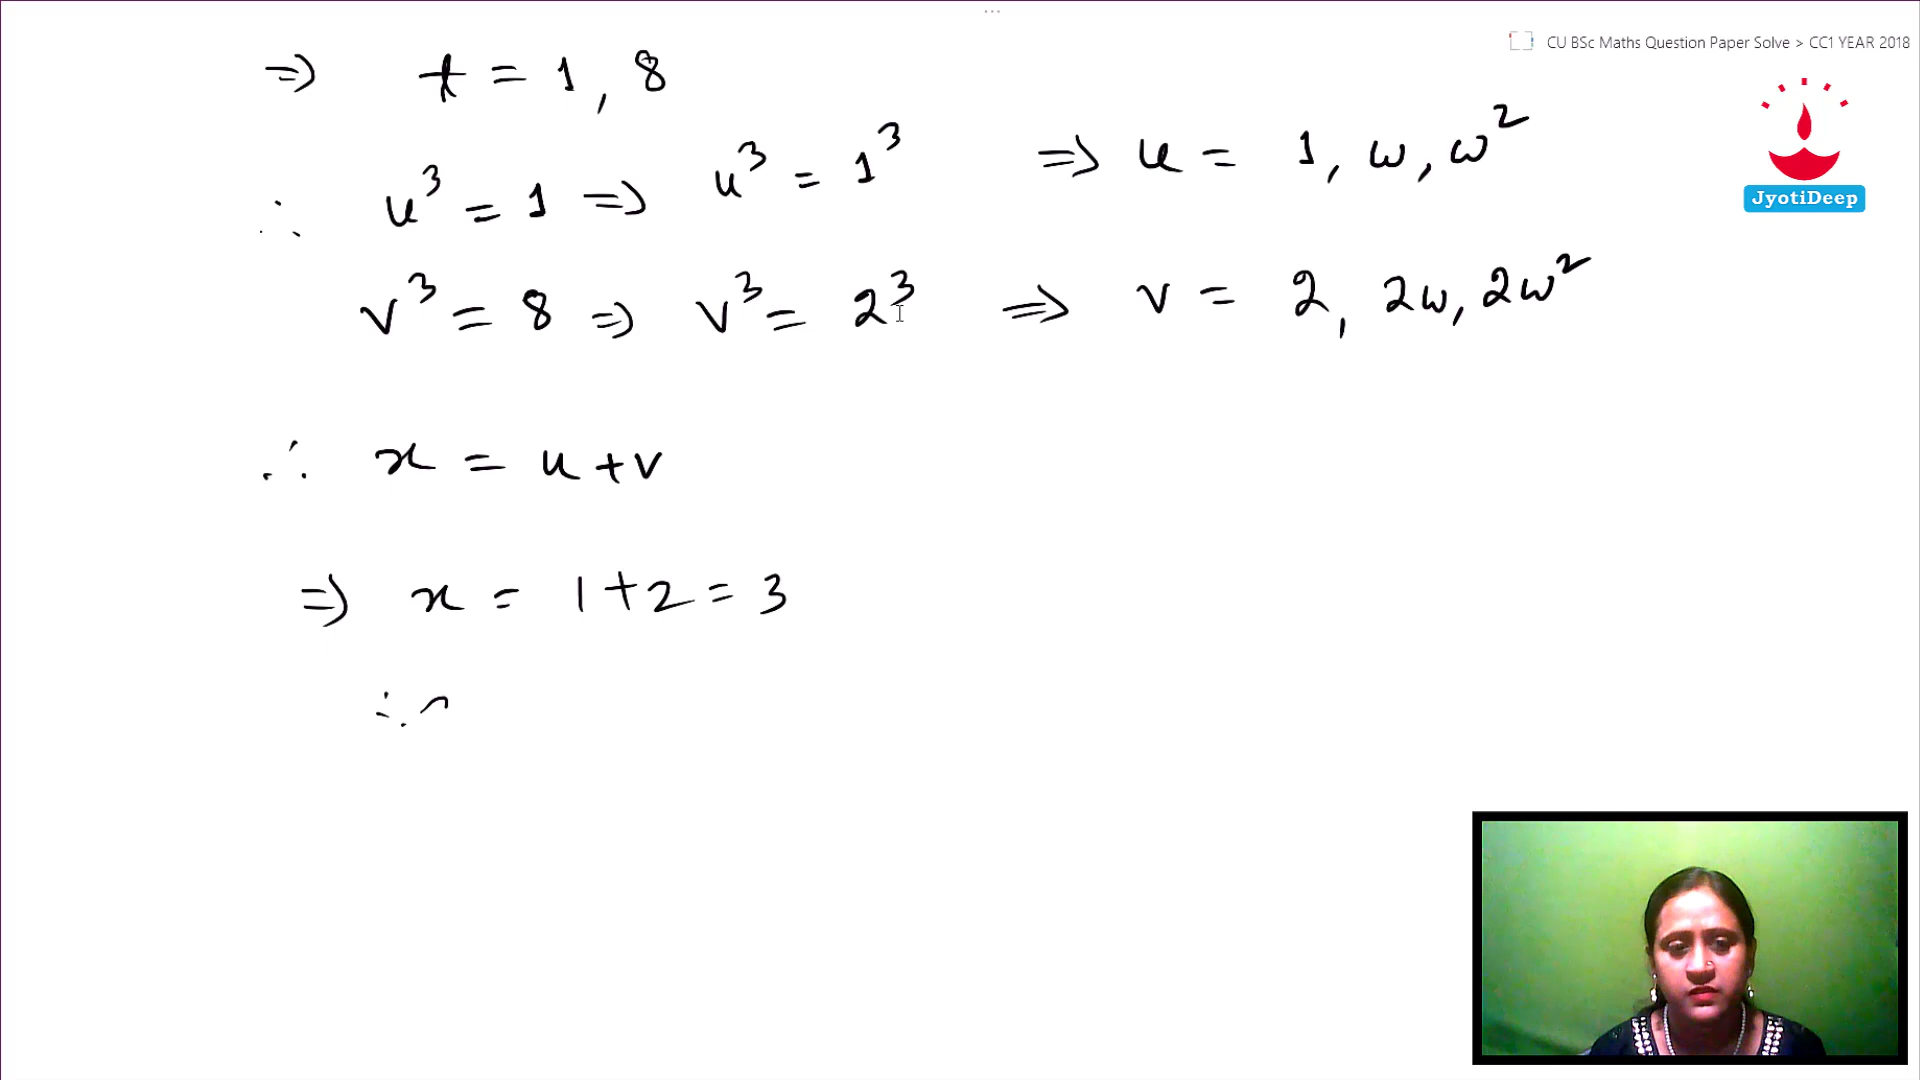 CU BSc Maths Question Paper Solve > CC1 YEAR 2018
JyotiDeep
=> t = 1, 8
∴ u³ = 1 => u³ = 1³ => u = 1, ω, ω²
v³ = 8 => v³ = 2³ => v = 2, 2ω, 2ω²
∴ x = u + v
=> x = 1 + 2 = 3
∴